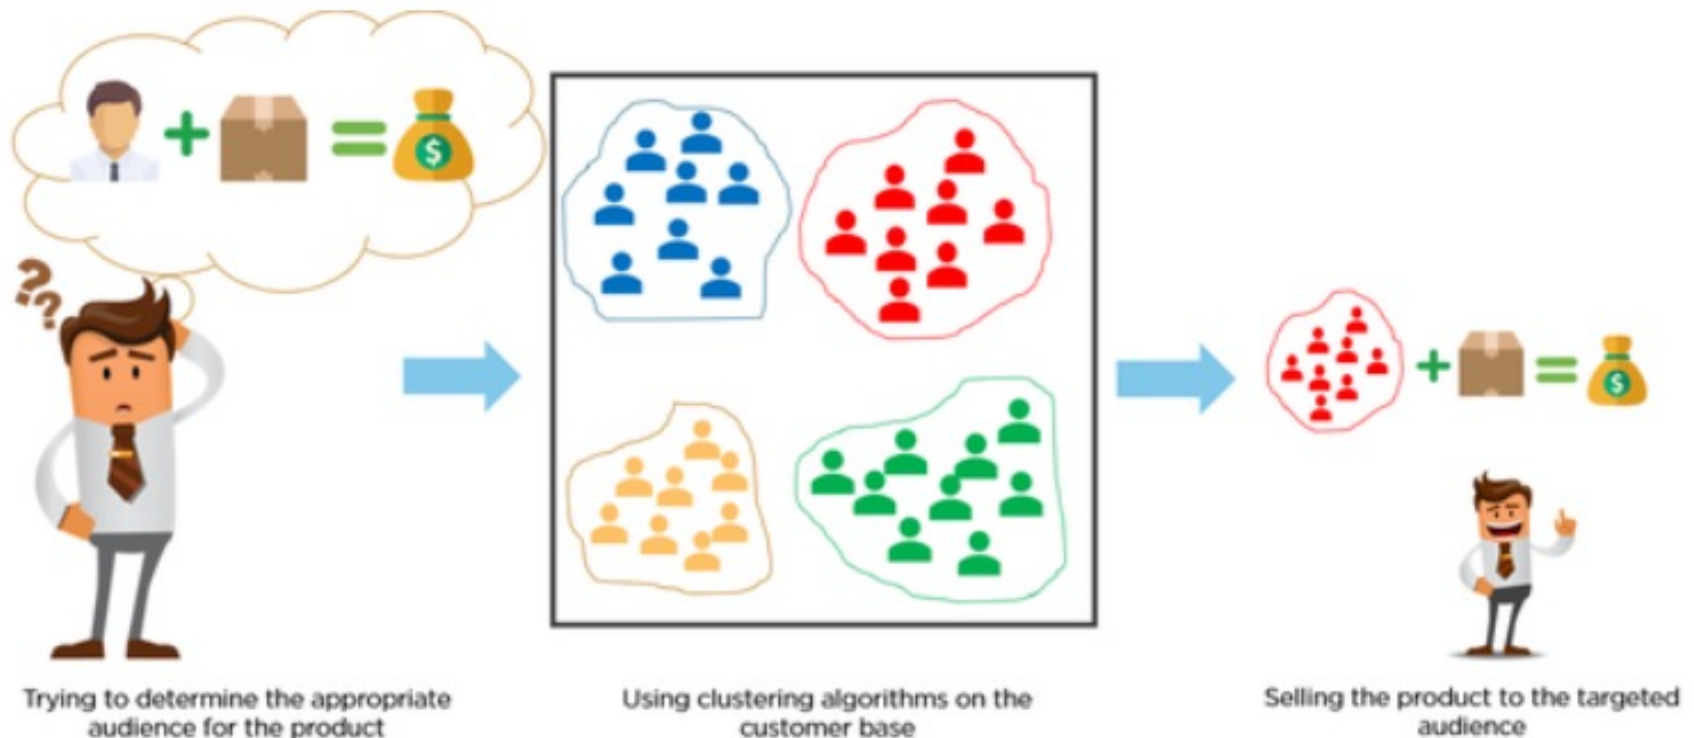 $
??
$
Trying to determine the appropriate
audience for the product
Using clustering algorithms on the
customer base
Selling the product to the targeted
audience